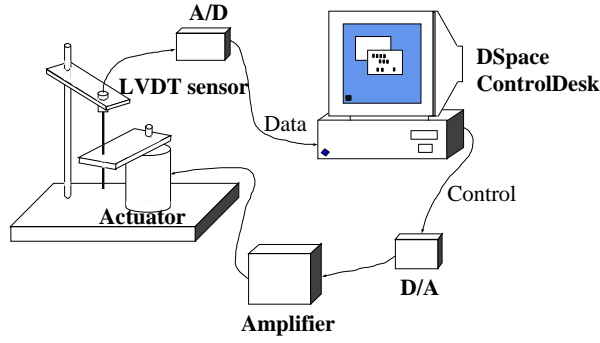 A/D
LVDT sensor
DSpace
ControlDesk
Data
Control
Actuator
D/A
Amplifier